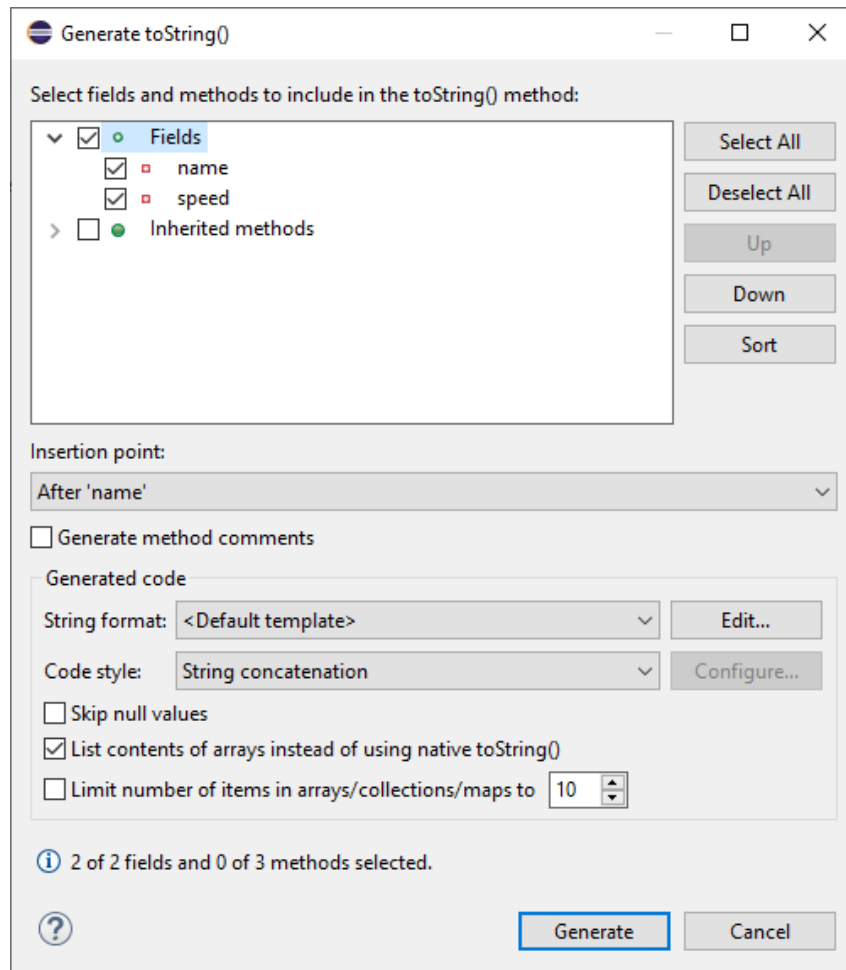 Generate toString()
Select fields and methods to include in the toString() method:
Fields
name
speed
Inherited methods
Select All
Deselect All
Up
Down
Sort
Insertion point:
After 'name'
Generate method comments
Generated code
String format: <Default template> Edit...
Code style: String concatenation Configure...
Skip null values
List contents of arrays instead of using native toString()
Limit number of items in arrays/collections/maps to 10
2 of 2 fields and 0 of 3 methods selected.
Generate Cancel